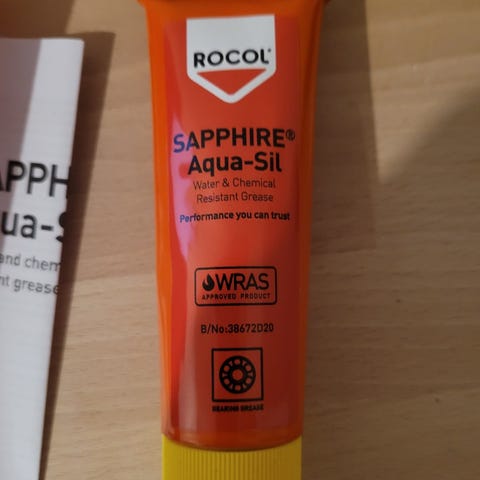 ROCOL®
SAPPHIRE®
Aqua-Sil
Water & Chemical
Resistant Grease
Performance you can trust
WRAS
APPROVED PRODUCT
B/No:38672D20
BEARING GREASE
APPH
ua-S
and chem
nt grease